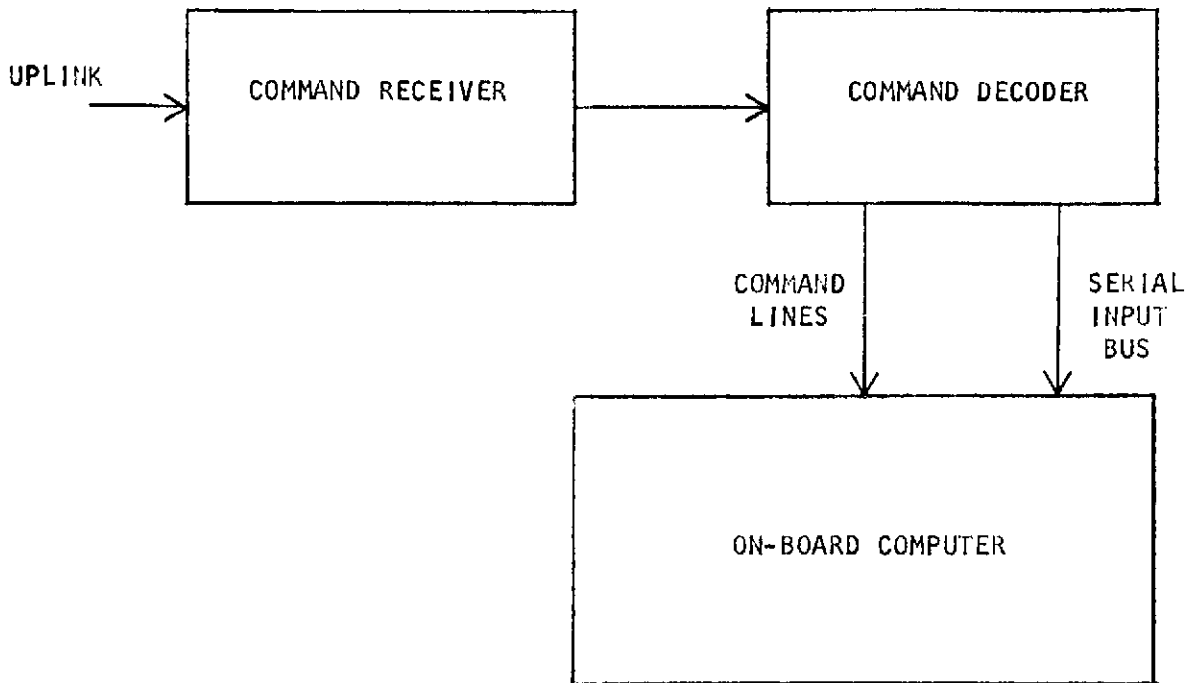 UPLINK
COMMAND RECEIVER
COMMAND DECODER
COMMAND
LINES
SERIAL
INPUT
BUS
ON-BOARD COMPUTER